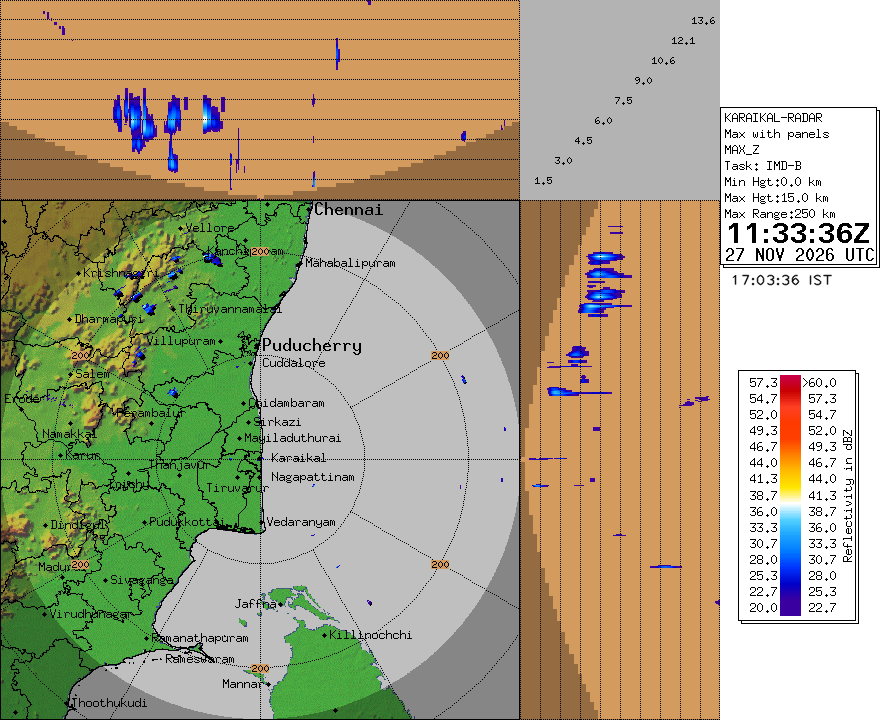 13.6
12.1
10.6
9.0
7.5
6.0
4.5
3.0
1.5
KARAIKAL-RADAR
Max with panels
MAX_Z
Task: IMD-B
Min Hgt:0.0 km
Max Hgt:15.0 km
Max Range:250 km
11:33:36Z
27 NOV 2026 UTC
17:03:36 IST
Chennai
Vellore
200
Mahabalipuram
Krishnagiri
Thiruvannamalai
Dharmapuri
Villupuram
Puducherry
200
200
Cuddalore
Salem
Erode
Chidambaram
Perambalur
Sirkazi
Namakkal
Mayiladuthurai
Karur
Karaikal
Thanjavur
Nagapattinam
Tiruvarur
Dindigul
Pudukkottai
Vedaranyam
200
200
Sivaganga
Jaffna
Virudhunagar
Ramanathapuram
Killinochchi
Rameswaram
200
Mannar
Thoothukudi
57.3 >60.0
54.7 57.3
52.0 54.7
49.3 52.0
46.7 49.3
44.0 46.7
41.3 44.0
38.7 41.3
36.0 38.7
33.3 36.0
30.7 33.3
28.0 30.7
25.3 28.0
22.7 25.3
20.0 22.7
Reflectivity in dBZ